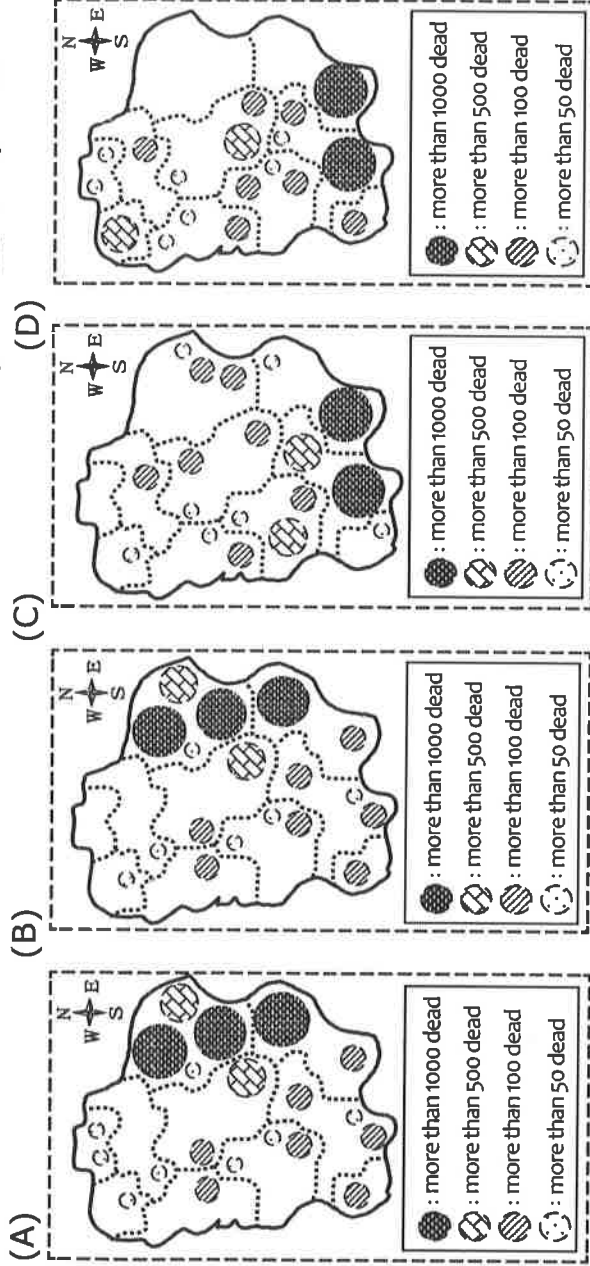 (A)
N
W E
S
: more than 1000 dead
: more than 500 dead
: more than 100 dead
: more than 50 dead
(B)
N
W E
S
: more than 1000 dead
: more than 500 dead
: more than 100 dead
: more than 50 dead
(C)
N
W E
S
: more than 1000 dead
: more than 500 dead
: more than 100 dead
: more than 50 dead
(D)
N
W E
S
: more than 1000 dead
: more than 500 dead
: more than 100 dead
: more than 50 dead